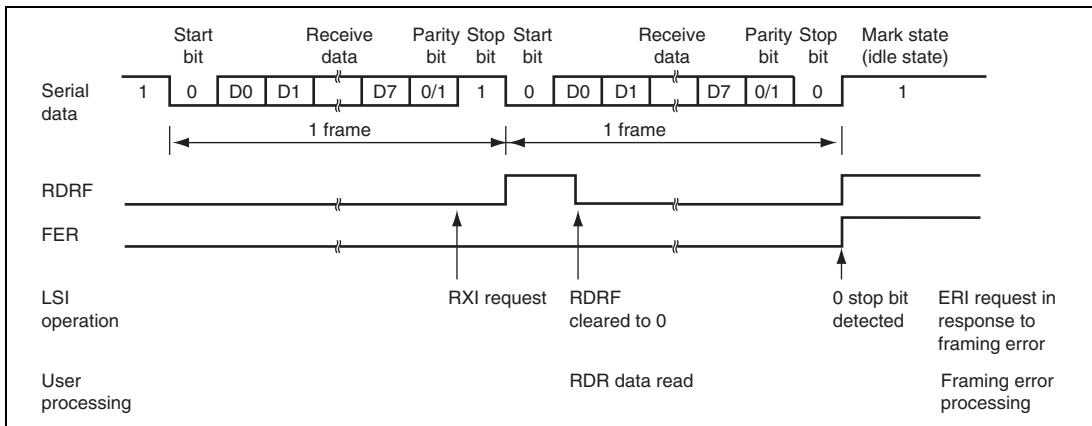 Start bit Receive data Parity bit Stop bit Start bit Receive data Parity bit Stop bit Mark state (idle state)
Serial data 1 0 D0 D1 D7 0/1 1 0 D0 D1 D7 0/1 0 1
1 frame 1 frame
RDRF
FER
LSI operation RXI request RDRF cleared to 0 0 stop bit detected ERI request in response to framing error
User processing RDR data read Framing error processing